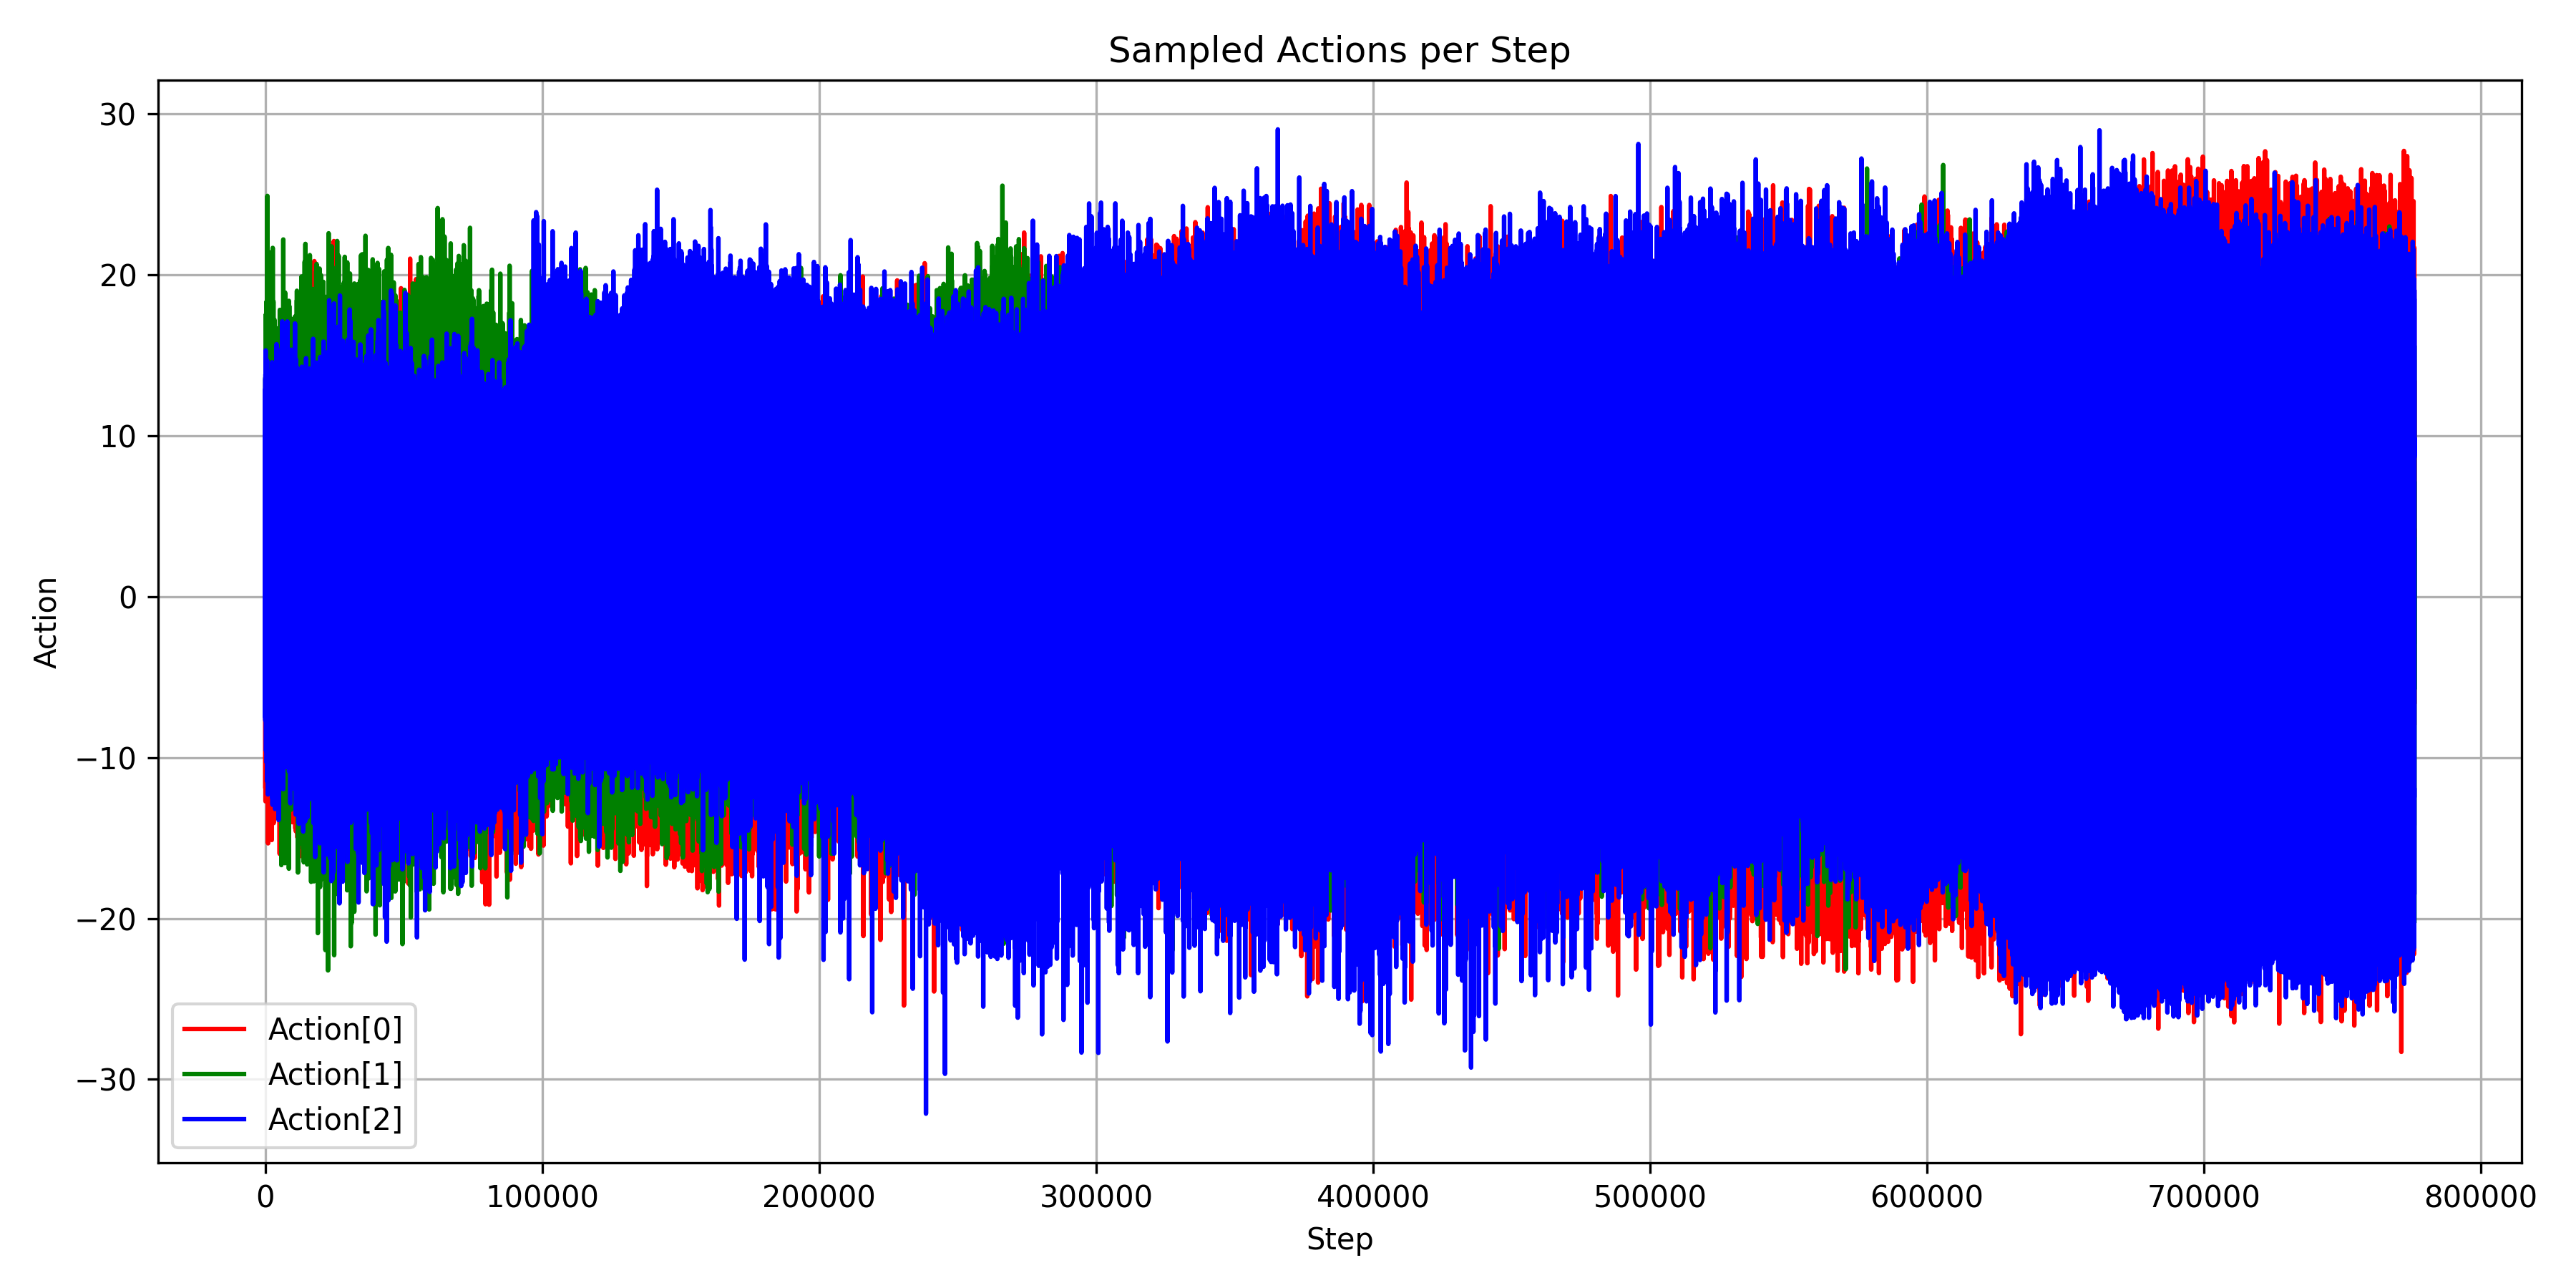 Sampled Actions per Step
30
20
10
0
−10
−20
−30
Action
Action[0]
Action[1]
Action[2]
0 100000 200000 300000 400000 500000 600000 700000 800000
Step